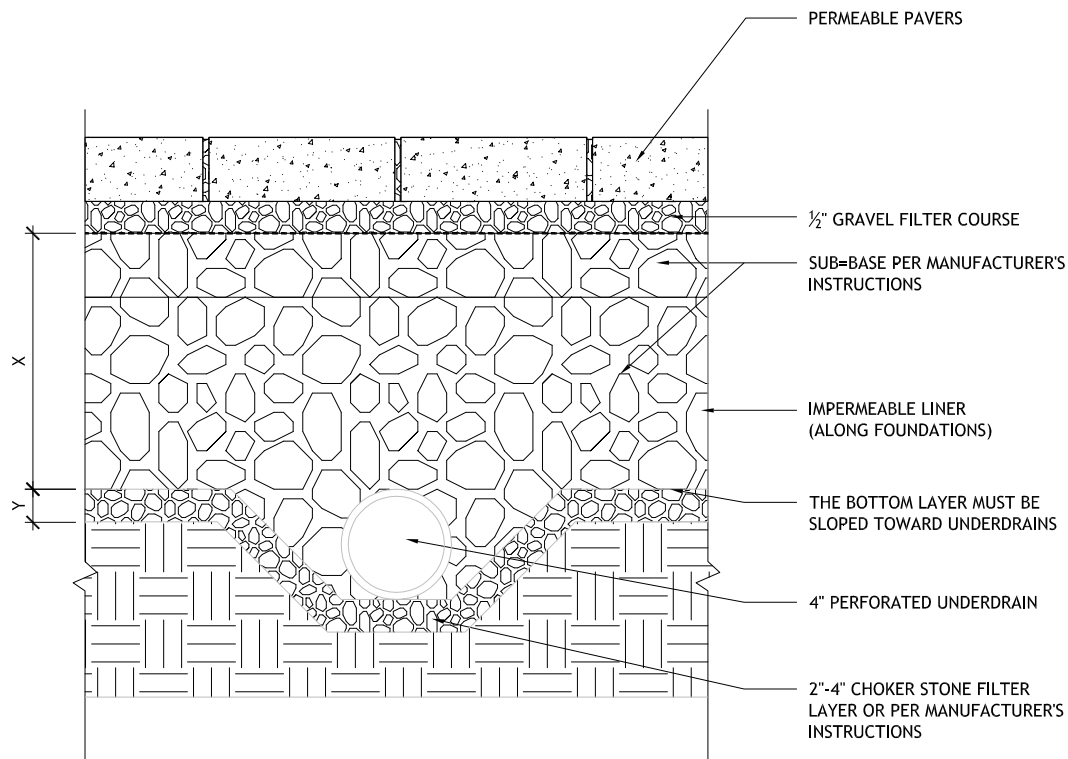 PERMEABLE PAVERS
½" GRAVEL FILTER COURSE
SUB=BASE PER MANUFACTURER'S
INSTRUCTIONS
X
IMPERMEABLE LINER
(ALONG FOUNDATIONS)
Y
THE BOTTOM LAYER MUST BE
SLOPED TOWARD UNDERDRAINS
4" PERFORATED UNDERDRAIN
2"-4" CHOKER STONE FILTER
LAYER OR PER MANUFACTURER'S
INSTRUCTIONS